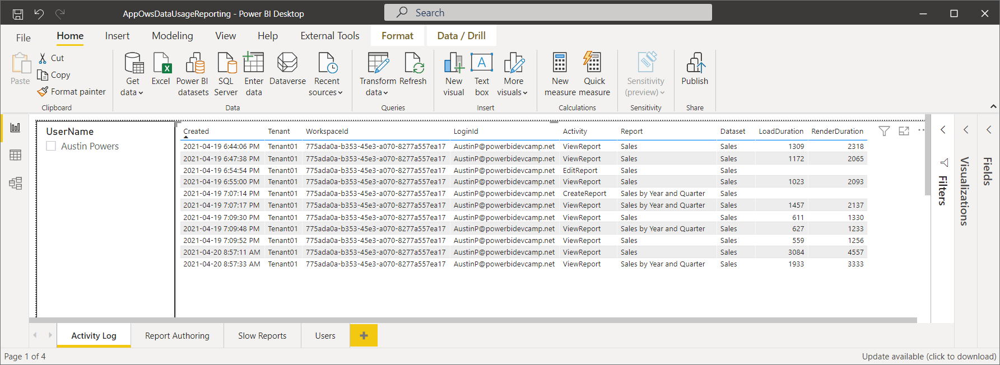 AppOwsDataUsageReporting - Power BI Desktop
Search
File Home Insert Modeling View Help External Tools Format Data / Drill
Paste
Cut
Copy
Format painter
Clipboard
Get data
Excel
Power BI datasets
SQL Server
Enter data
Dataverse
Recent sources
Data
Transform data
Refresh
Queries
New visual
Text box
More visuals
Insert
New measure
Quick measure
Calculations
Sensitivity (preview)
Sensitivity
Publish
Share
UserName
Austin Powers
Created Tenant WorkspaceId LoginId Activity Report Dataset LoadDuration RenderDuration
2021-04-19 6:44:06 PM Tenant01 775ada0a-b353-45e3-a070-8277a557ea17 AustinP@powerbidevcamp.net ViewReport Sales Sales 1309 2318
2021-04-19 6:47:38 PM Tenant01 775ada0a-b353-45e3-a070-8277a557ea17 AustinP@powerbidevcamp.net ViewReport Sales Sales 1172 2065
2021-04-19 6:54:54 PM Tenant01 775ada0a-b353-45e3-a070-8277a557ea17 AustinP@powerbidevcamp.net EditReport Sales Sales
2021-04-19 6:55:00 PM Tenant01 775ada0a-b353-45e3-a070-8277a557ea17 AustinP@powerbidevcamp.net ViewReport Sales Sales 1023 2093
2021-04-19 7:07:14 PM Tenant01 775ada0a-b353-45e3-a070-8277a557ea17 AustinP@powerbidevcamp.net CreateReport Sales by Year and Quarter Sales
2021-04-19 7:07:17 PM Tenant01 775ada0a-b353-45e3-a070-8277a557ea17 AustinP@powerbidevcamp.net ViewReport Sales by Year and Quarter Sales 1457 2137
2021-04-19 7:09:30 PM Tenant01 775ada0a-b353-45e3-a070-8277a557ea17 AustinP@powerbidevcamp.net ViewReport Sales Sales 611 1330
2021-04-19 7:09:48 PM Tenant01 775ada0a-b353-45e3-a070-8277a557ea17 AustinP@powerbidevcamp.net ViewReport Sales by Year and Quarter Sales 627 1233
2021-04-19 7:09:52 PM Tenant01 775ada0a-b353-45e3-a070-8277a557ea17 AustinP@powerbidevcamp.net ViewReport Sales Sales 559 1256
2021-04-20 8:57:11 AM Tenant01 775ada0a-b353-45e3-a070-8277a557ea17 AustinP@powerbidevcamp.net ViewReport Sales Sales 3084 4557
2021-04-20 8:57:33 AM Tenant01 775ada0a-b353-45e3-a070-8277a557ea17 AustinP@powerbidevcamp.net ViewReport Sales by Year and Quarter Sales 1933 3333
Filters
Visualizations
Fields
Activity Log Report Authoring Slow Reports Users
Page 1 of 4
Update available (click to download)